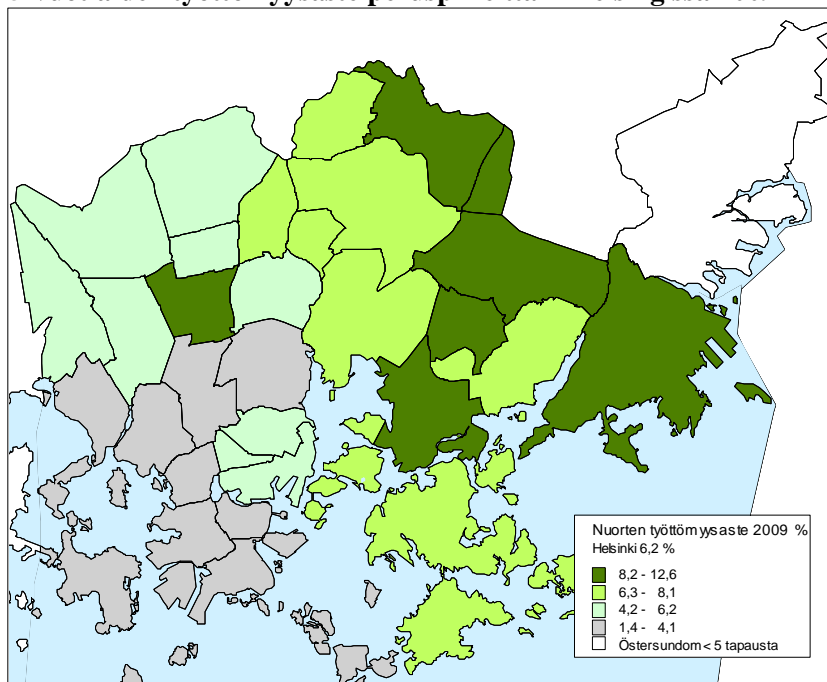 Nuorten työttömyysaste 2009 %
Helsinki 6,2 %
8,2 - 12,6
6,3 - 8,1
4,2 - 6,2
1,4 - 4,1
Östersundom < 5 tapausta